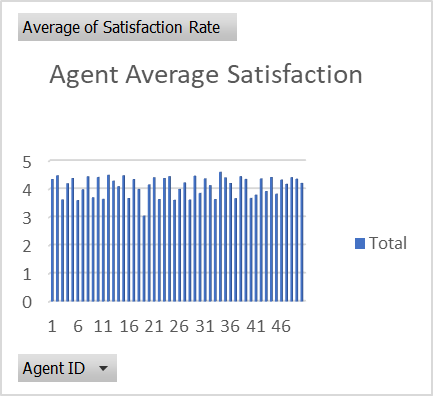 Average of Satisfaction Rate
Agent Average Satisfaction
5
4
3
2
1
0
1 6 11 16 21 26 31 36 41 46
Total
Agent ID